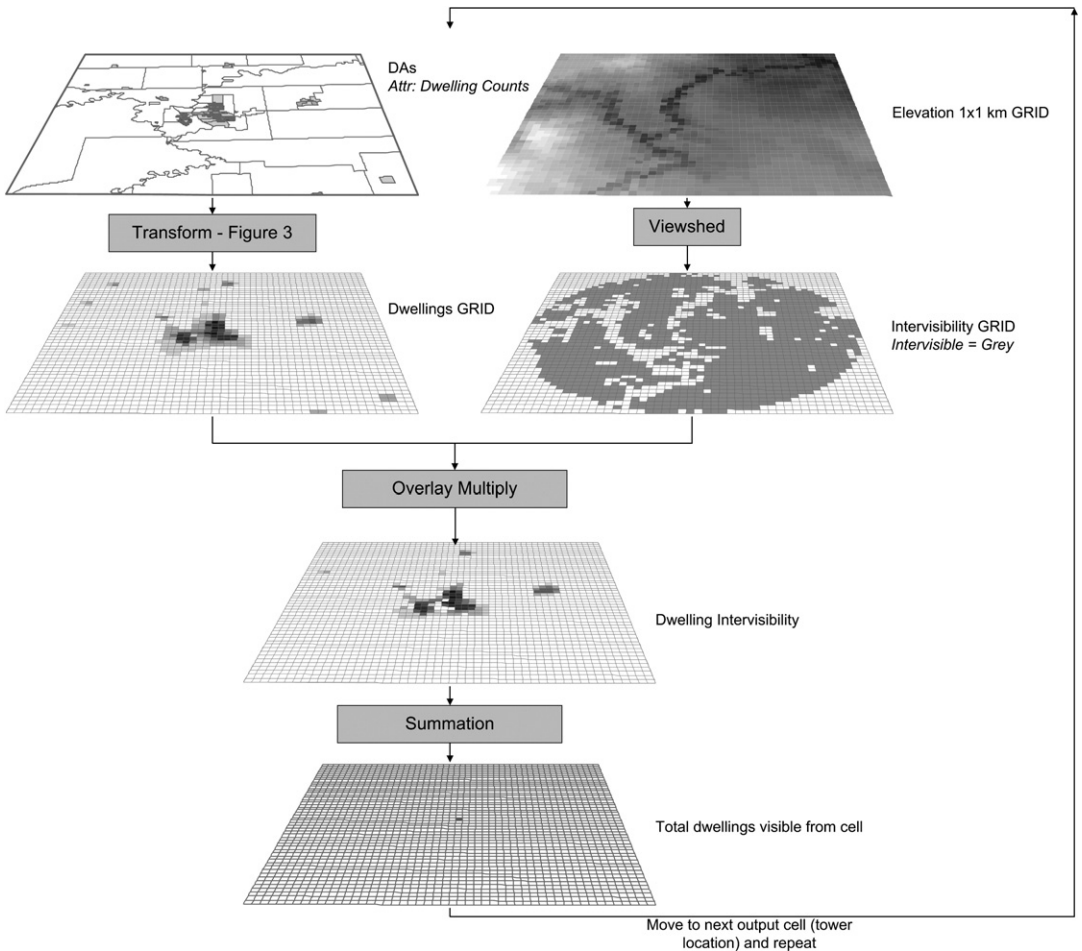 DAs
Attr: Dwelling Counts
Elevation 1x1 km GRID
Transform - Figure 3
Viewshed
Dwellings GRID
Intervisibility GRID
Intervisible = Grey
Overlay Multiply
Dwelling Intervisibility
Summation
Total dwellings visible from cell
Move to next output cell (tower
location) and repeat